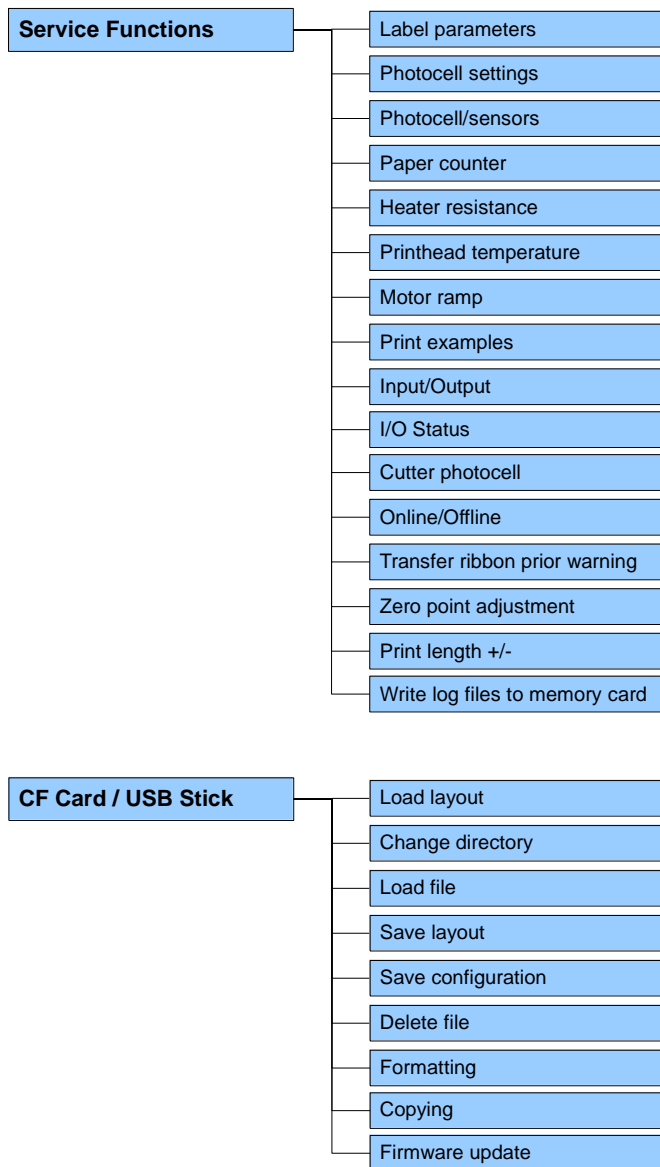 Service Functions
Label parameters
Photocell settings
Photocell/sensors
Paper counter
Heater resistance
Printhead temperature
Motor ramp
Print examples
Input/Output
I/O Status
Cutter photocell
Online/Offline
Transfer ribbon prior warning
Zero point adjustment
Print length +/-
Write log files to memory card
CF Card / USB Stick
Load layout
Change directory
Load file
Save layout
Save configuration
Delete file
Formatting
Copying
Firmware update